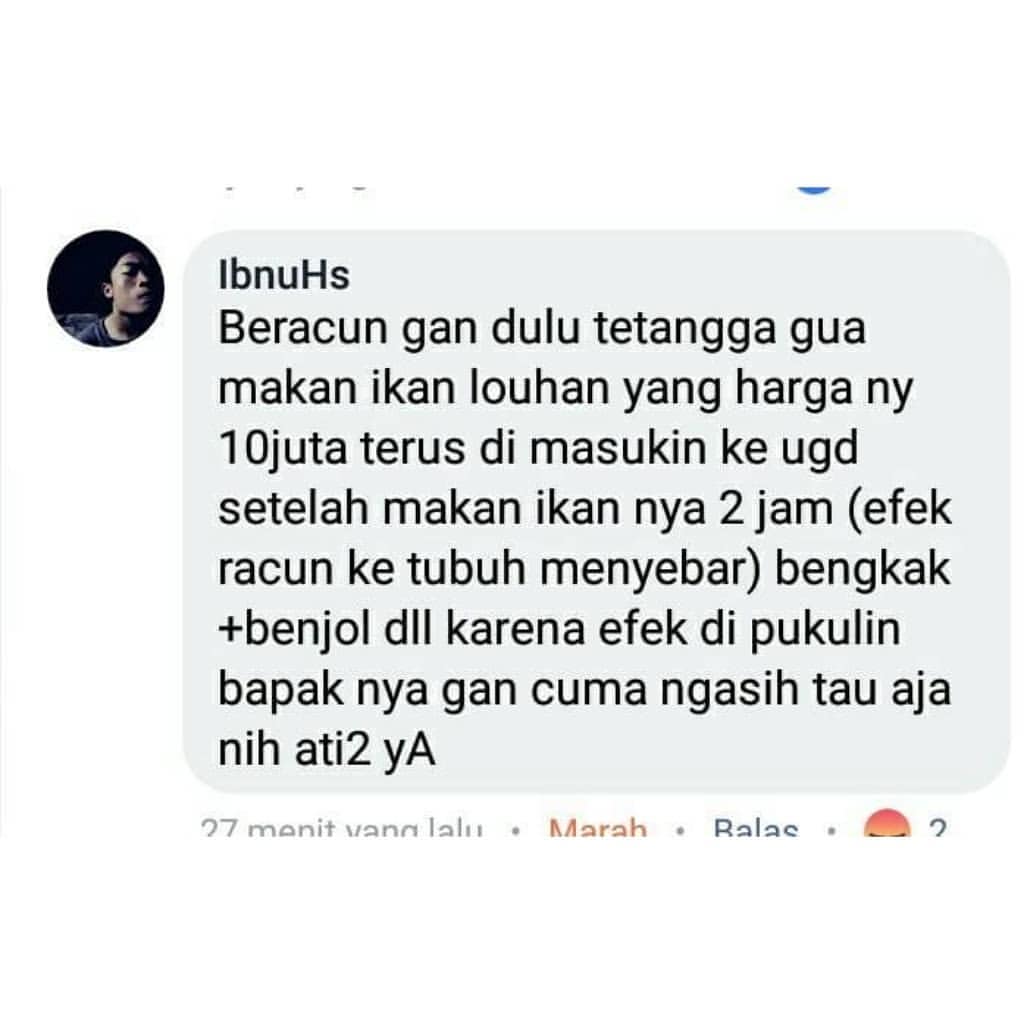 IbnuHs
Beracun gan dulu tetangga gua
makan ikan louhan yang harga ny
10juta terus di masukin ke ugd
setelah makan ikan nya 2 jam (efek
racun ke tubuh menyebar) bengkak
+benjol dll karena efek di pukulin
bapak nya gan cuma ngasih tau aja
nih ati2 yA
27 menit yang lalu • Marah • Balas • 2